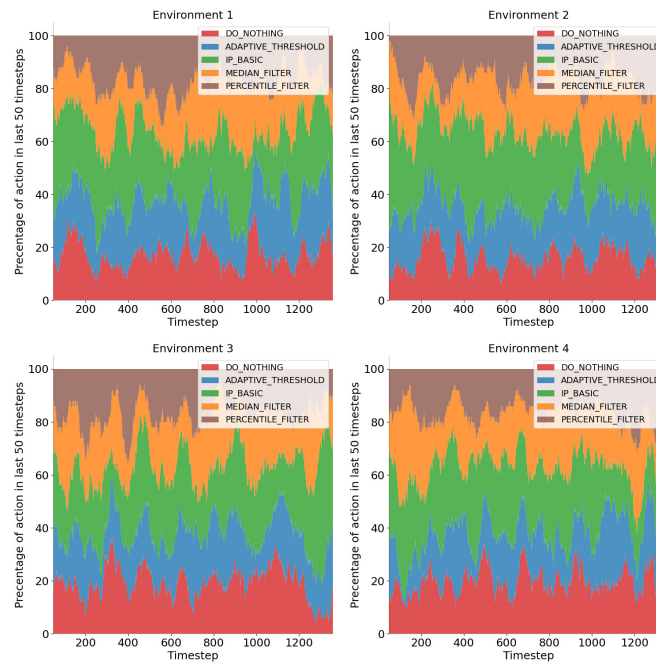 Environment 1
Precentage of action in last 50 timesteps
100
80
60
40
20
0
DO_NOTHING
ADAPTIVE_THRESHOLD
IP_BASIC
MEDIAN_FILTER
PERCENTILE_FILTER
200 400 600 800 1000 1200
Timestep
Environment 2
Precentage of action in last 50 timesteps
100
80
60
40
20
0
DO_NOTHING
ADAPTIVE_THRESHOLD
IP_BASIC
MEDIAN_FILTER
PERCENTILE_FILTER
200 400 600 800 1000 1200
Timestep
Environment 3
Precentage of action in last 50 timesteps
100
80
60
40
20
0
DO_NOTHING
ADAPTIVE_THRESHOLD
IP_BASIC
MEDIAN_FILTER
PERCENTILE_FILTER
200 400 600 800 1000 1200
Timestep
Environment 4
Precentage of action in last 50 timesteps
100
80
60
40
20
0
DO_NOTHING
ADAPTIVE_THRESHOLD
IP_BASIC
MEDIAN_FILTER
PERCENTILE_FILTER
200 400 600 800 1000 1200
Timestep